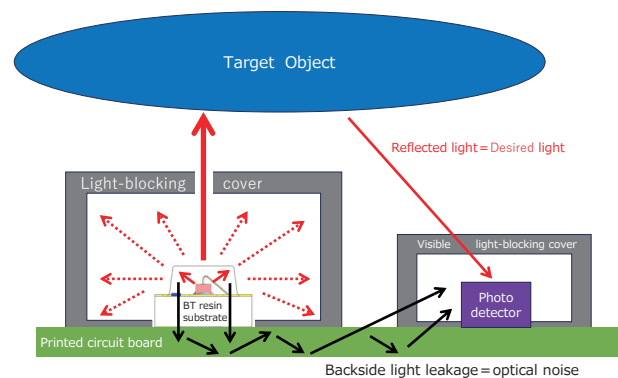 Target Object
Reflected light=Desired light
Light-blocking cover
Visible light-blocking cover
BT resin
substrate
Photo
detector
Printed circuit board
Backside light leakage=optical noise